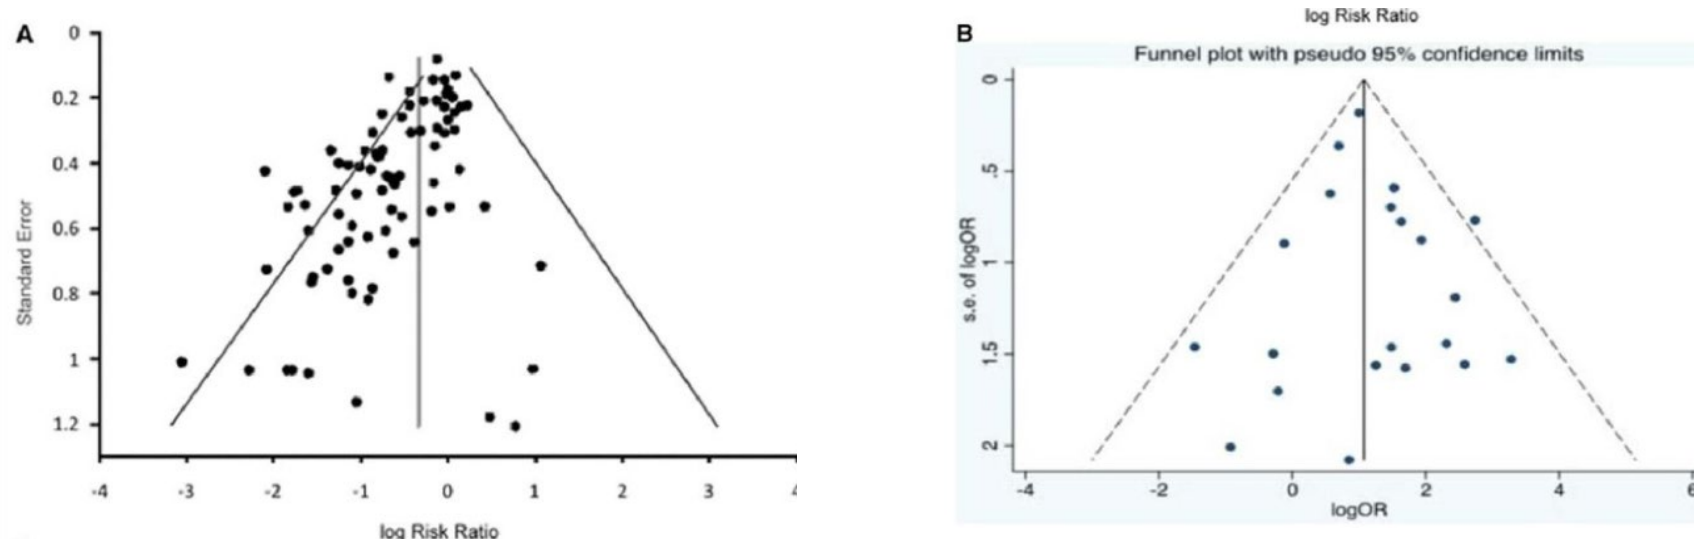 A
0
0.2
0.4
0.6
0.8
1
1.2
Standard Error
-4 -3 -2 -1 0 1 2 3
log Risk Ratio
log Risk Ratio
B
Funnel plot with pseudo 95% confidence limits
0
.5
1
1.5
2
s.e. of logOR
-4 -2 0 2 4 6
logOR